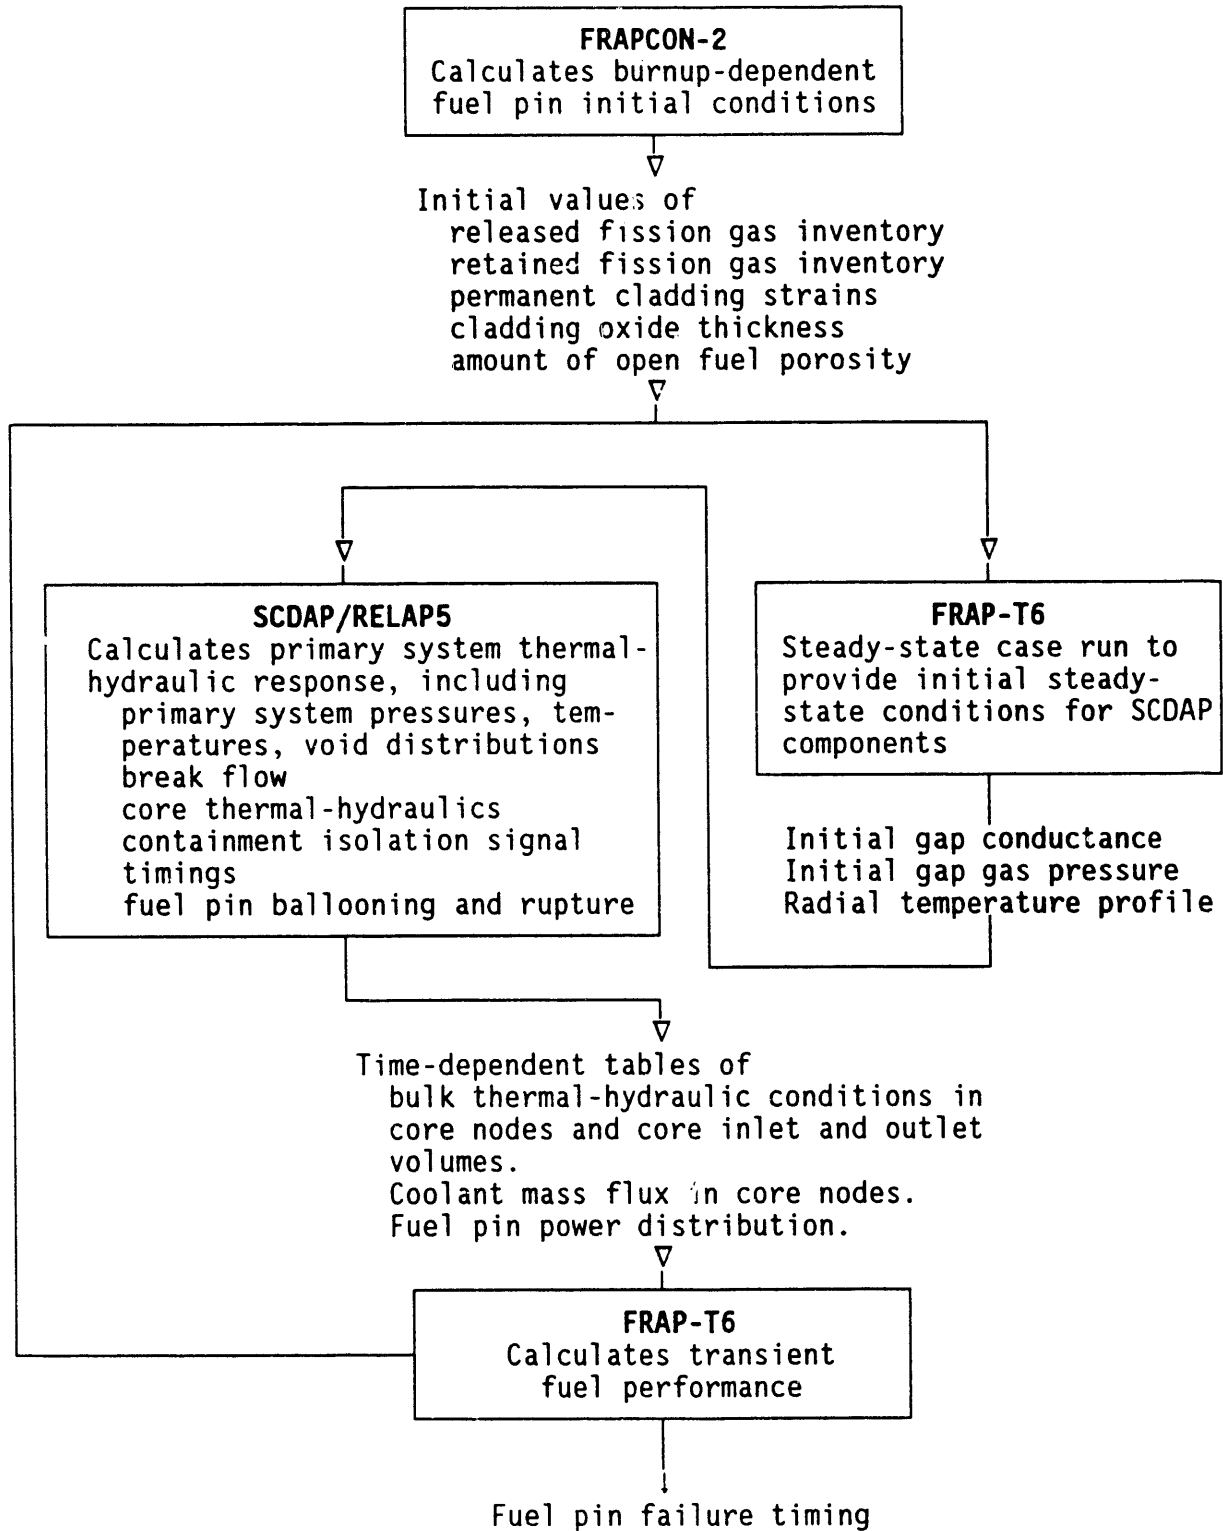 FRAPCON-2
Calculates burnup-dependent
fuel pin initial conditions
Initial values of
released fission gas inventory
retained fission gas inventory
permanent cladding strains
cladding oxide thickness
amount of open fuel porosity
SCDAP/RELAP5
Calculates primary system thermal-
hydraulic response, including
primary system pressures, tem-
peratures, void distributions
break flow
core thermal-hydraulics
containment isolation signal
timings
fuel pin ballooning and rupture
FRAP-T6
Steady-state case run to
provide initial steady-
state conditions for SCDAP
components
Initial gap conductance
Initial gap gas pressure
Radial temperature profile
Time-dependent tables of
bulk thermal-hydraulic conditions in
core nodes and core inlet and outlet
volumes.
Coolant mass flux in core nodes.
Fuel pin power distribution.
FRAP-T6
Calculates transient
fuel performance
Fuel pin failure timing